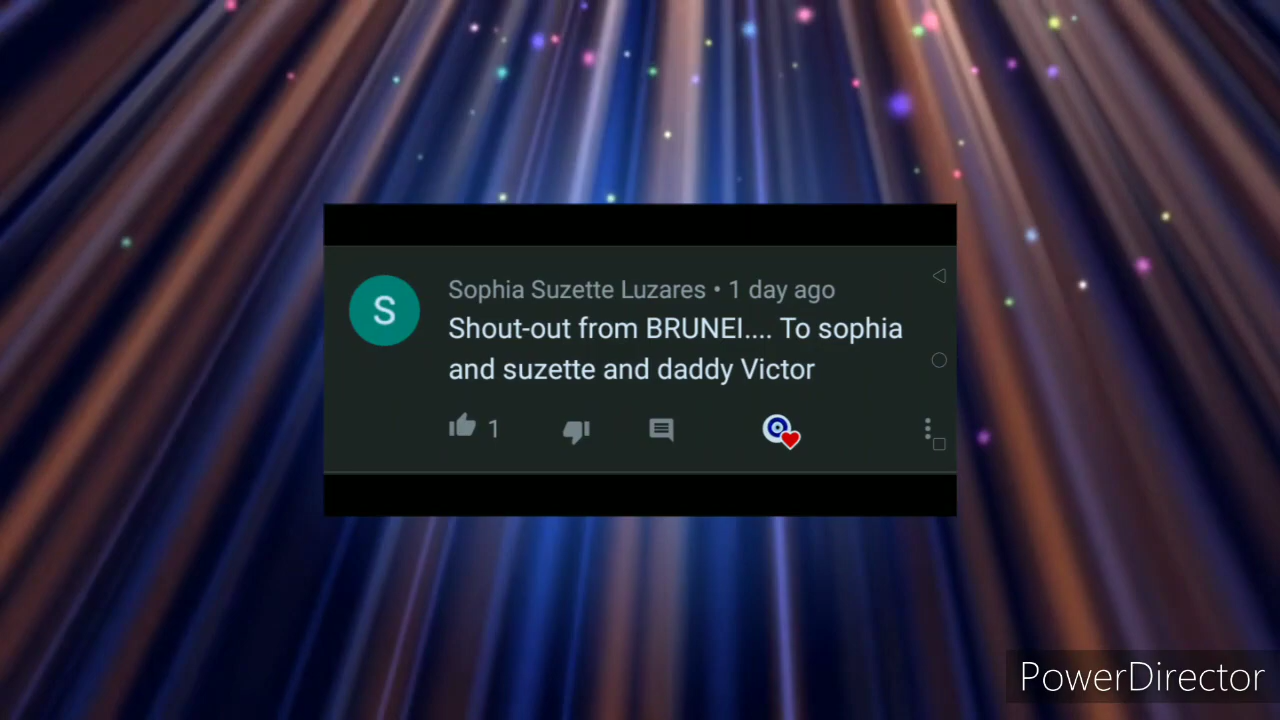 S
Sophia Suzette Luzares • 1 day ago
Shout-out from BRUNEI.... To sophia
and suzette and daddy Victor
1
PowerDirector